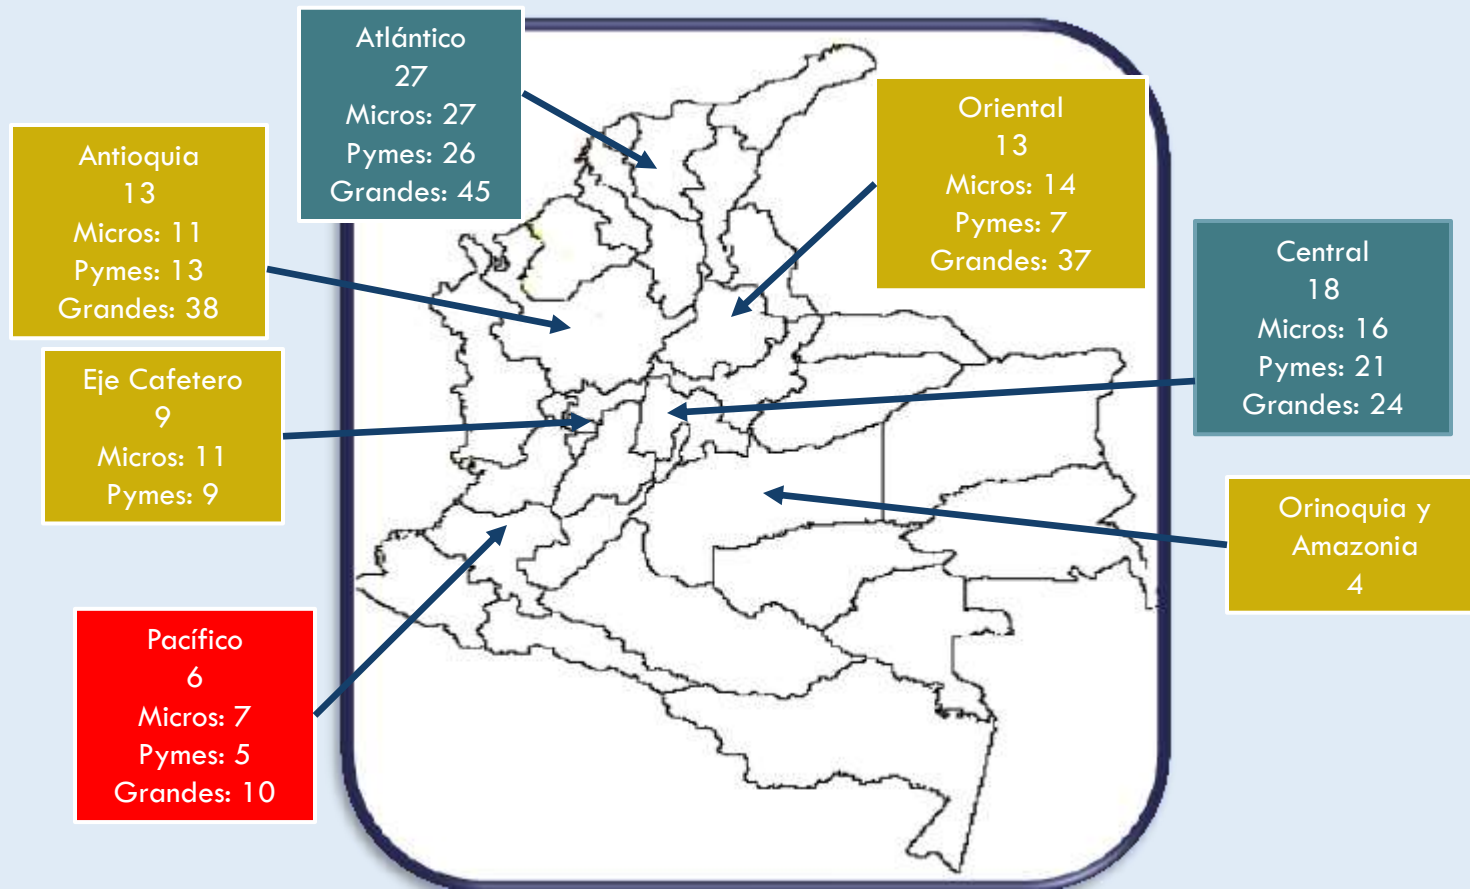 Atlántico
27
Micros: 27
Pymes: 26
Grandes: 45
Oriental
13
Micros: 14
Pymes: 7
Grandes: 37
Antioquia
13
Micros: 11
Pymes: 13
Grandes: 38
Central
18
Micros: 16
Pymes: 21
Grandes: 24
Eje Cafetero
9
Micros: 11
Pymes: 9
Orinoquia y
Amazonia
4
Pacífico
6
Micros: 7
Pymes: 5
Grandes: 10